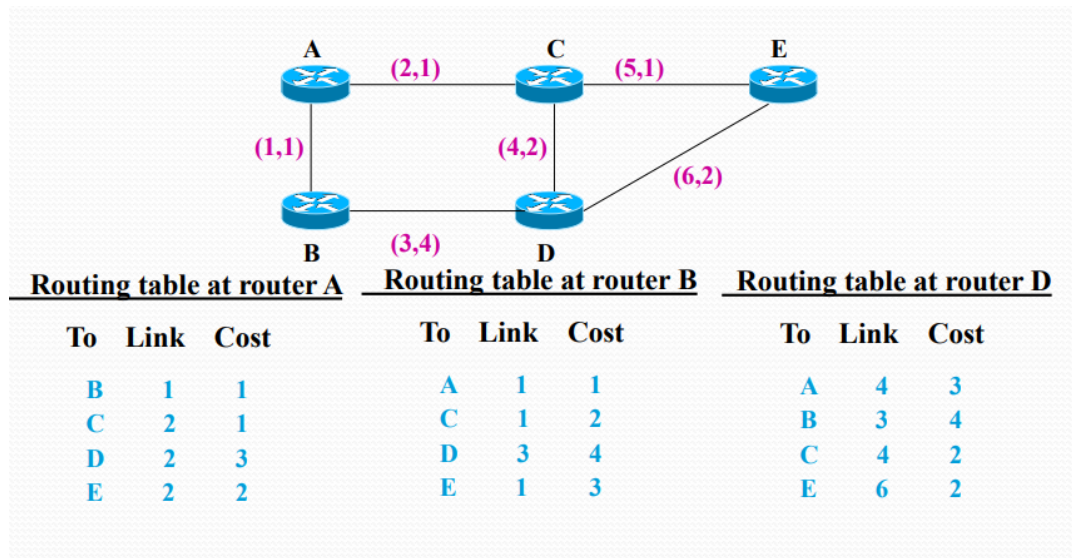 A C E
(2,1) (5,1)
(1,1) (4,2)
(6,2)
B (3,4) D
Routing table at router A
To Link Cost
B 1 1
C 2 1
D 2 3
E 2 2
Routing table at router B
To Link Cost
A 1 1
C 1 2
D 3 4
E 1 3
Routing table at router D
To Link Cost
A 4 3
B 3 4
C 4 2
E 6 2